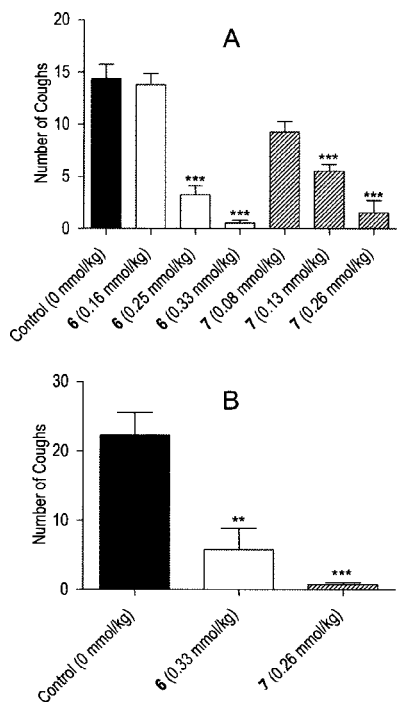 A
20
15
10
5
0
Number of Coughs
***
***
***
***
Control (0 mmol/kg)
6 (0.16 mmol/kg)
6 (0.25 mmol/kg)
6 (0.33 mmol/kg)
7 (0.08 mmol/kg)
7 (0.13 mmol/kg)
7 (0.26 mmol/kg)
B
30
20
10
0
Number of Coughs
**
***
Control (0 mmol/kg)
6 (0.33 mmol/kg)
7 (0.26 mmol/kg)